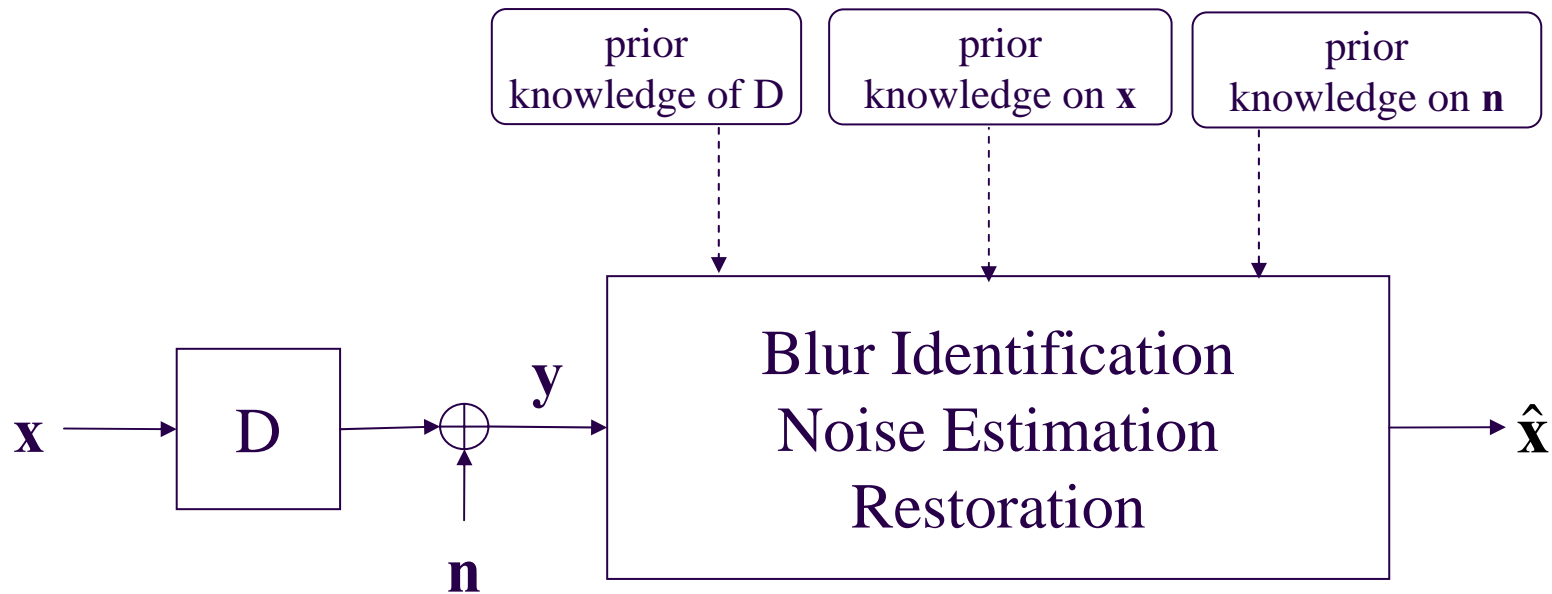 prior
knowledge of D
prior
knowledge on x
prior
knowledge on n
x
D
y
n
Blur Identification
Noise Estimation
Restoration
x̂